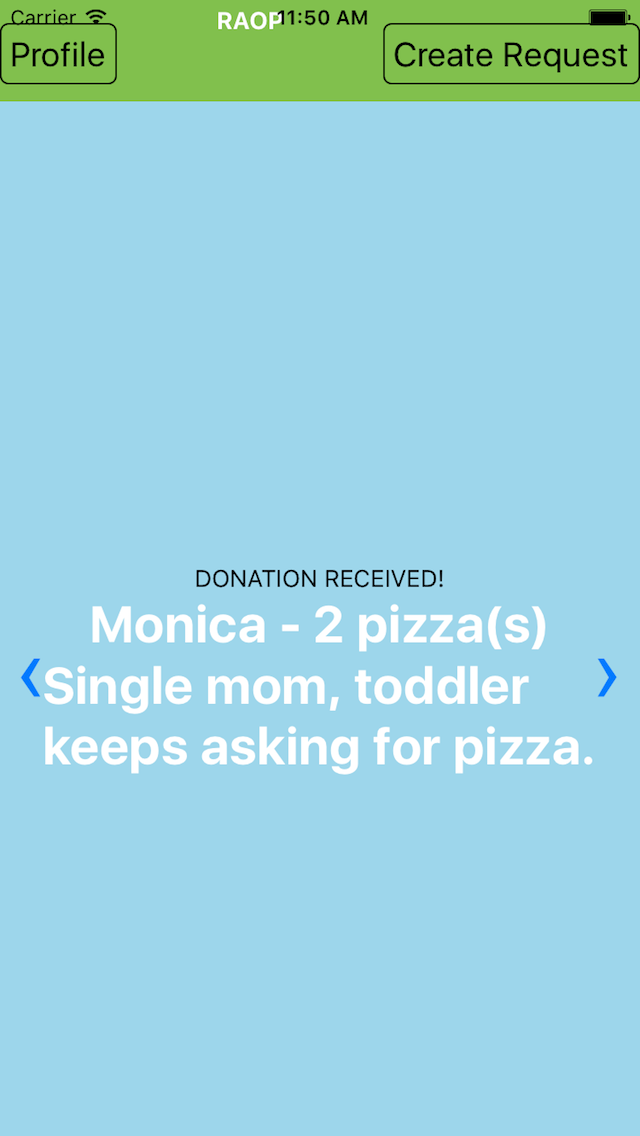 Carrier RAOP 11:50 AM
Profile Create Request
DONATION RECEIVED!
Monica - 2 pizza(s)
Single mom, toddler
keeps asking for pizza.